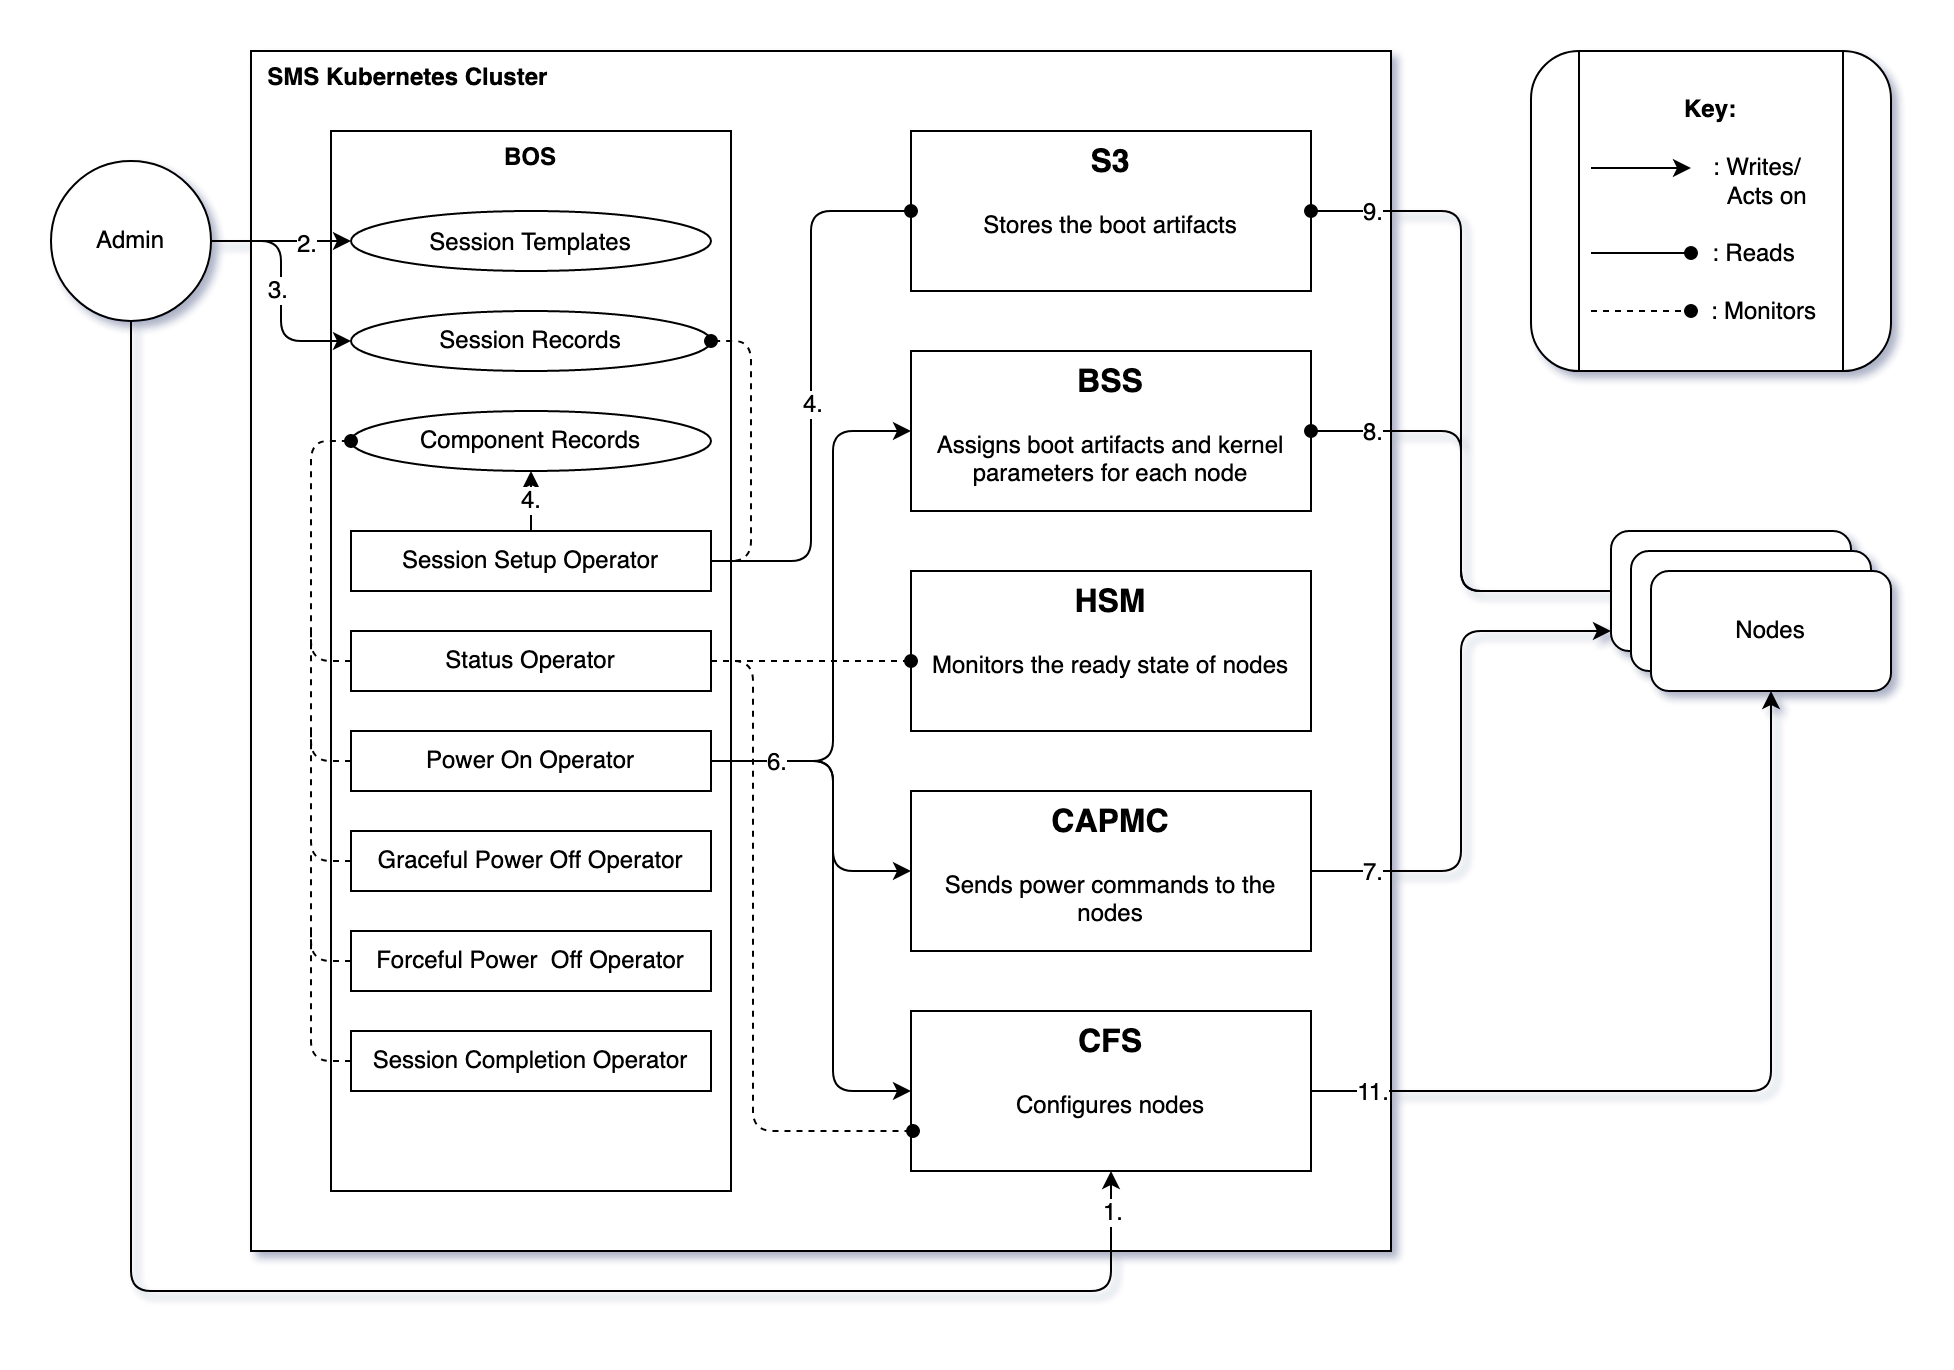 SMS Kubernetes Cluster
BOS
Admin
2.
Session Templates
3.
Session Records
Component Records
4.
Session Setup Operator
Status Operator
Power On Operator
Graceful Power Off Operator
Forceful Power  Off Operator
Session Completion Operator
4.
6.
S3
Stores the boot artifacts
BSS
Assigns boot artifacts and kernel
parameters for each node
HSM
Monitors the ready state of nodes
CAPMC
Sends power commands to the
nodes
CFS
Configures nodes
1.
9.
8.
7.
11.
Nodes
Key:
: Writes/
Acts on
: Reads
: Monitors